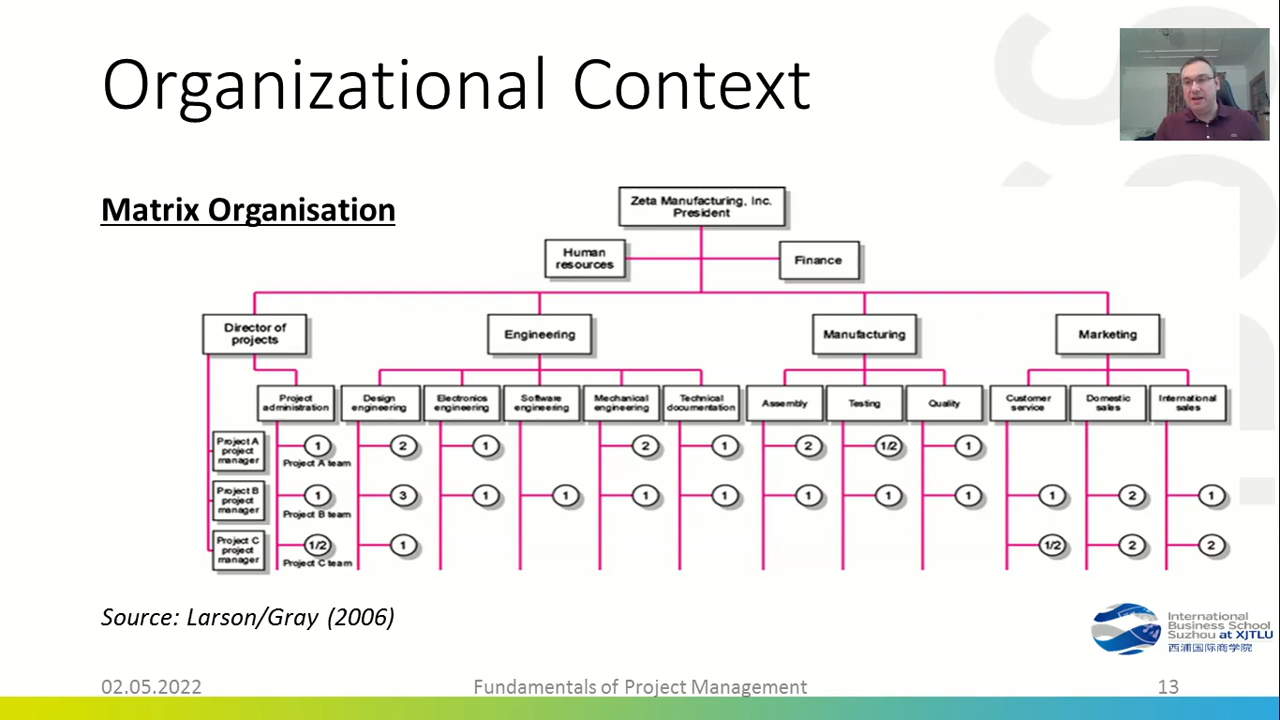 Organizational Context
Matrix Organisation
Zeta Manufacturing, Inc.
President
Human
resources
Finance
Director of
projects
Engineering
Manufacturing
Marketing
Project
administration
Design
engineering
Electronics
engineering
Software
engineering
Mechanical
engineering
Technical
documentation
Assembly
Testing
Quality
Customer
service
Domestic
sales
International
sales
Project A
project
manager
1
2
1
2
1
2
1/2
1
Project A team
Project B
project
manager
1
3
1
1
1
1
1
1
1
1
2
1
Project B team
Project C
project
manager
1/2
1
1/2
2
2
Project C team
Source: Larson/Gray (2006)
International
Business School
Suzhou at XJTLU
西浦国际商学院
02.05.2022
Fundamentals of Project Management
13